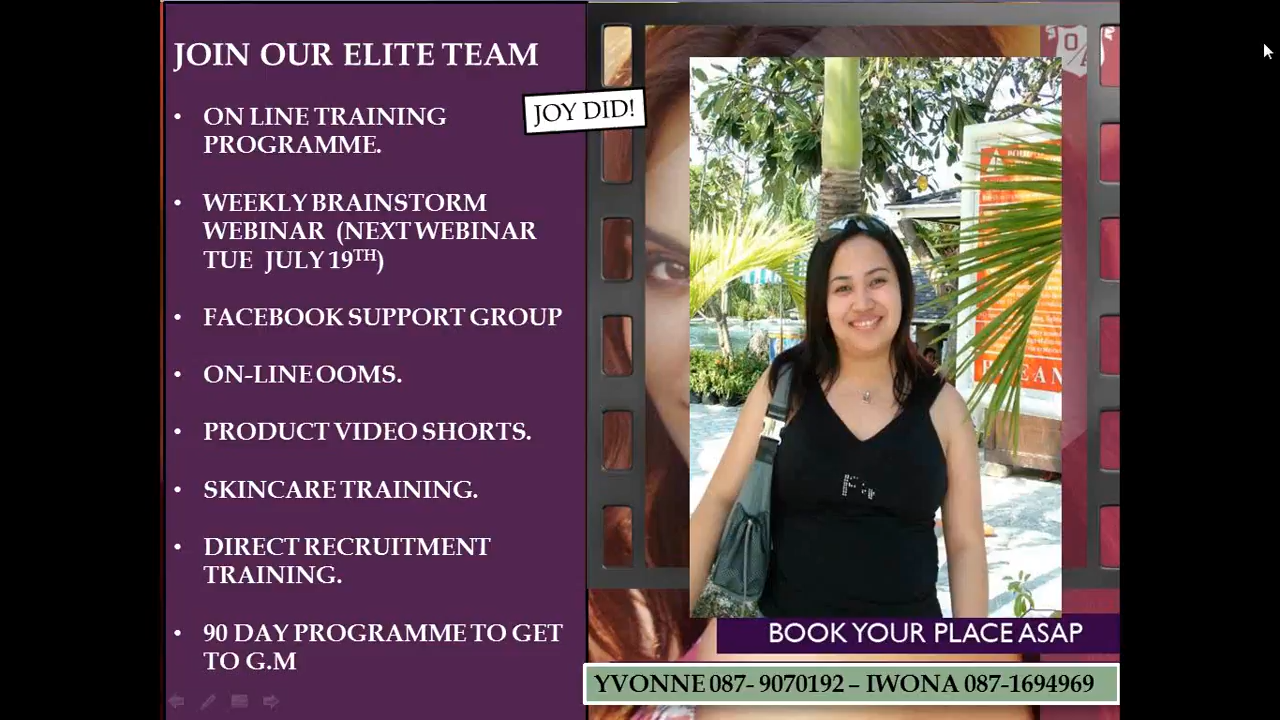 JOIN OUR ELITE TEAM
JOY DID!
• ON LINE TRAINING
PROGRAMME.
• WEEKLY BRAINSTORM
WEBINAR (NEXT WEBINAR
TUE JULY 19TH)
• FACEBOOK SUPPORT GROUP
• ON-LINE OOMS.
• PRODUCT VIDEO SHORTS.
• SKINCARE TRAINING.
• DIRECT RECRUITMENT
TRAINING.
• 90 DAY PROGRAMME TO GET
TO G.M
BOOK YOUR PLACE ASAP
YVONNE 087- 9070192 – IWONA 087-1694969